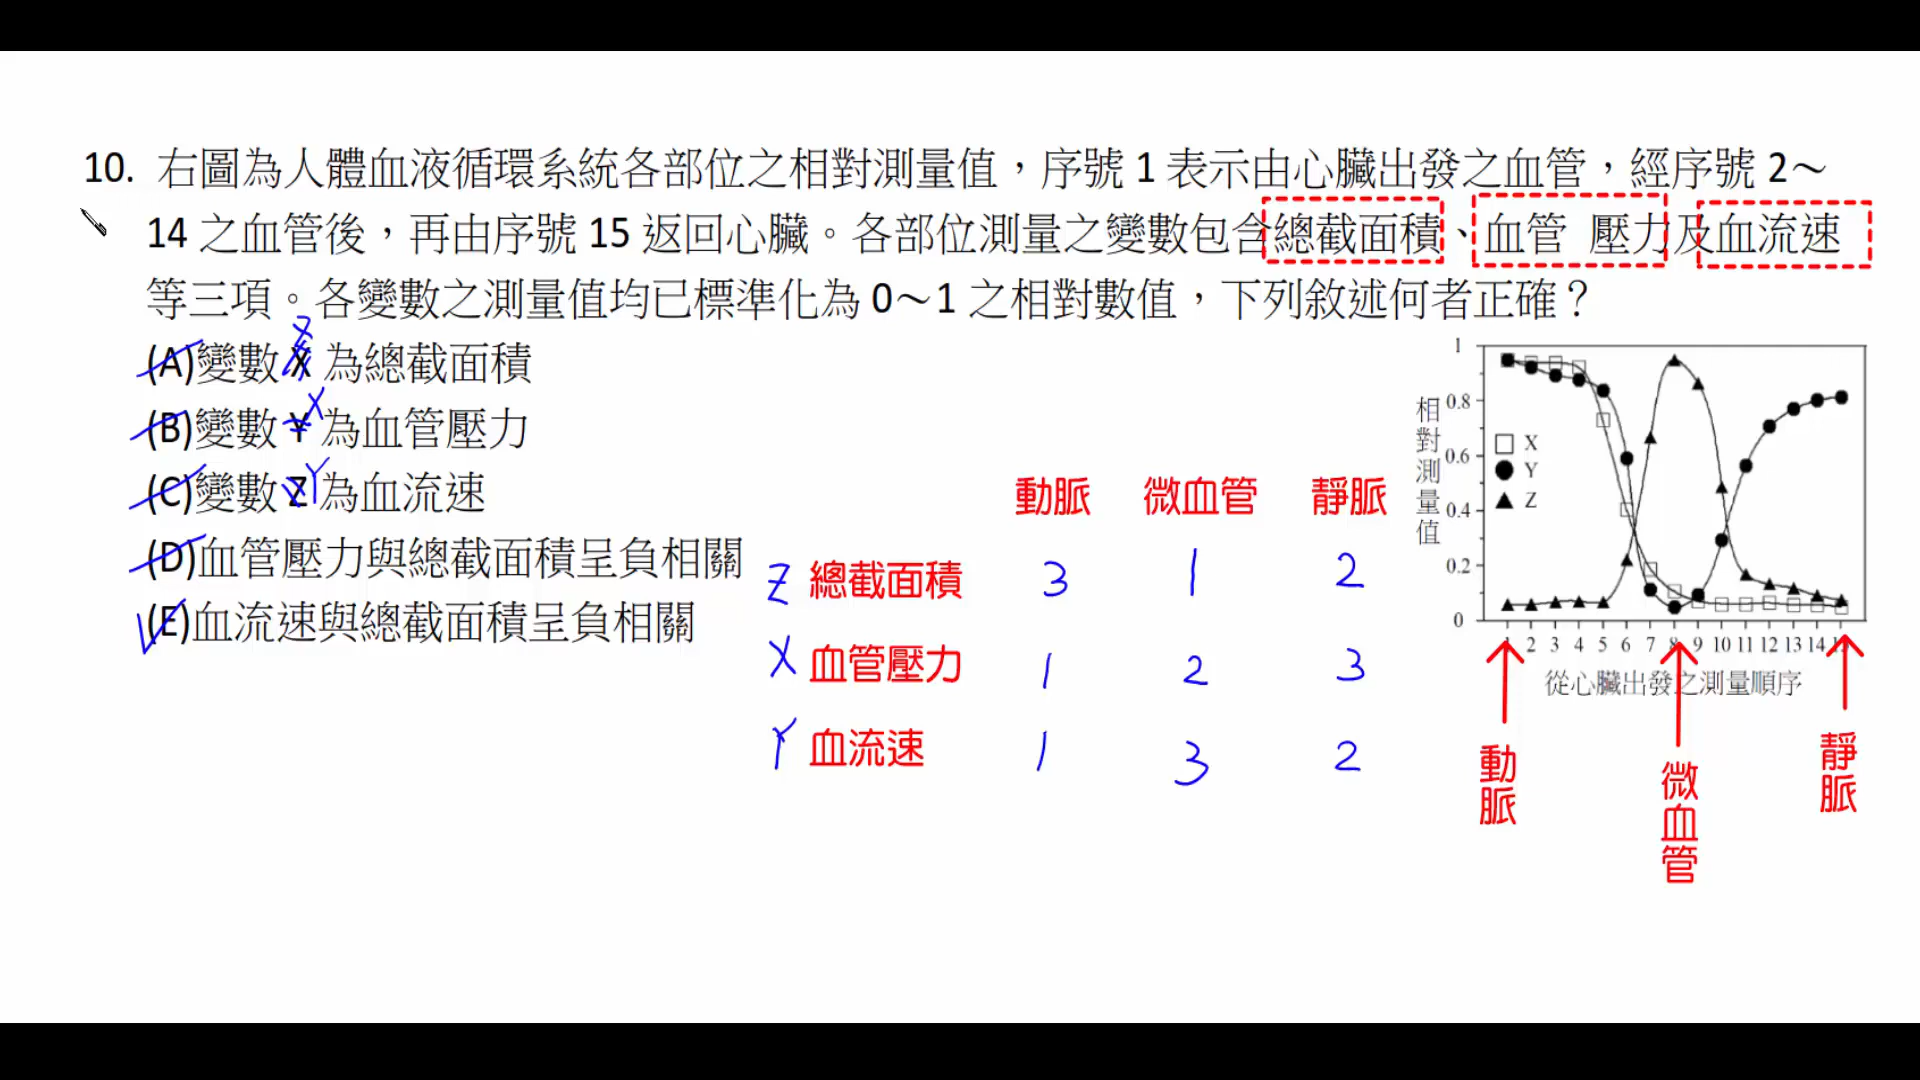 10. 右圖為人體血液循環系統各部位之相對測量值，序號 1 表示由心臟出發之血管，經序號 2～
14 之血管後，再由序號 15 返回心臟。各部位測量之變數包含總截面積、血管 壓力及血流速
等三項。各變數之測量值均已標準化為 0～1 之相對數值，下列敘述何者正確？
(A)變數 X 為總截面積
Z
(B)變數 Y 為血管壓力
X
(C)變數 Z 為血流速
Y
(D)血管壓力與總截面積呈負相關
(E)血流速與總截面積呈負相關
動脈 微血管 靜脈
Z 總截面積 3 1 2
X 血管壓力 1 2 3
Y 血流速 1 3 2
相對測量值
1
0.8
0.6
0.4
0.2
0
X
Y
Z
1 2 3 4 5 6 7 8 9 10 11 12 13 14
從心臟出發之測量順序
動脈
微血管
靜脈